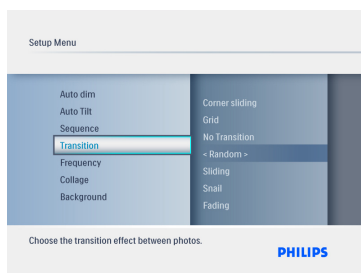 Setup Menu
Auto dim
Auto Tilt
Sequence
Transition
Frequency
Collage
Background
Corner sliding
Grid
No Transition
< Random >
Sliding
Snail
Fading
Choose the transition effect between photos.
PHILIPS